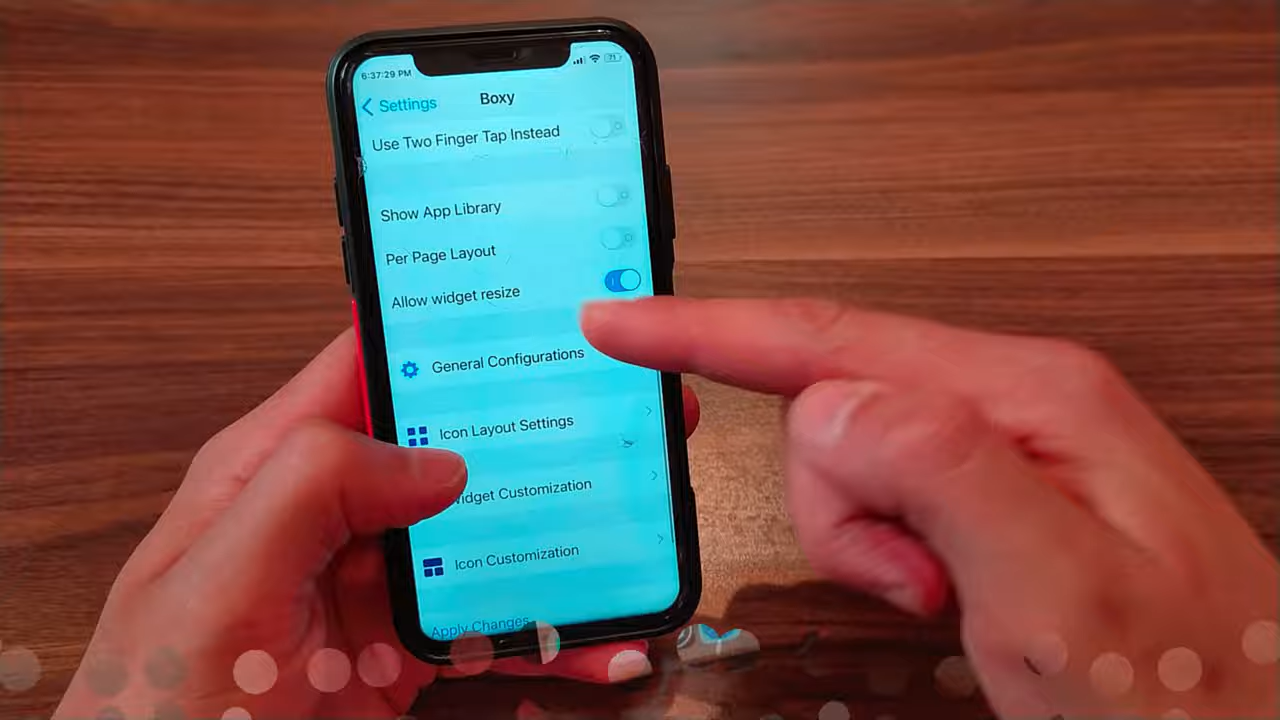 6:37:29 PM
71
Settings
Boxy
Use Two Finger Tap Instead
Show App Library
Per Page Layout
Allow widget resize
General Configurations
Icon Layout Settings
Widget Customization
Icon Customization
Apply Changes